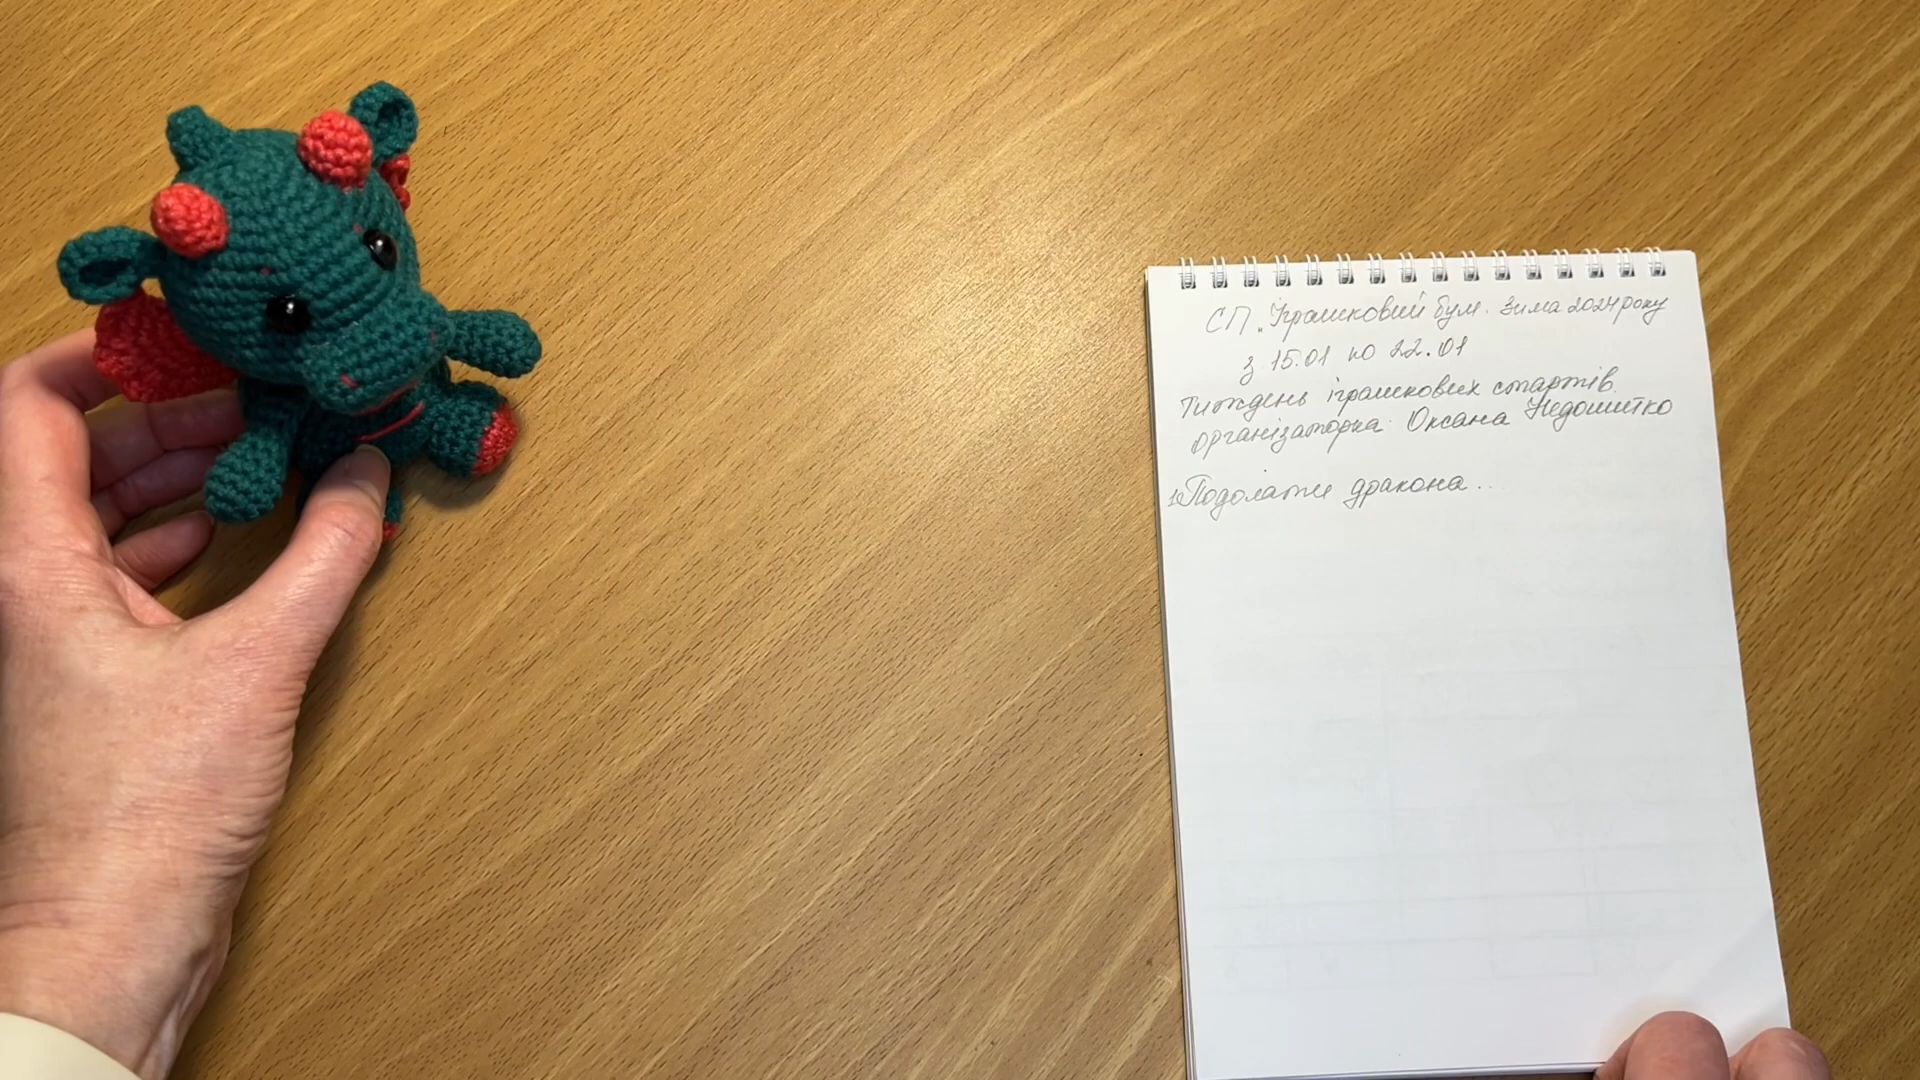 СП „Іграшковий бум. Зима 2024 року
з 15.01 по 22.01
Тиждень іграшкових стартів
Організаторка: Оксана Недошитко
1. Подолати дракона...